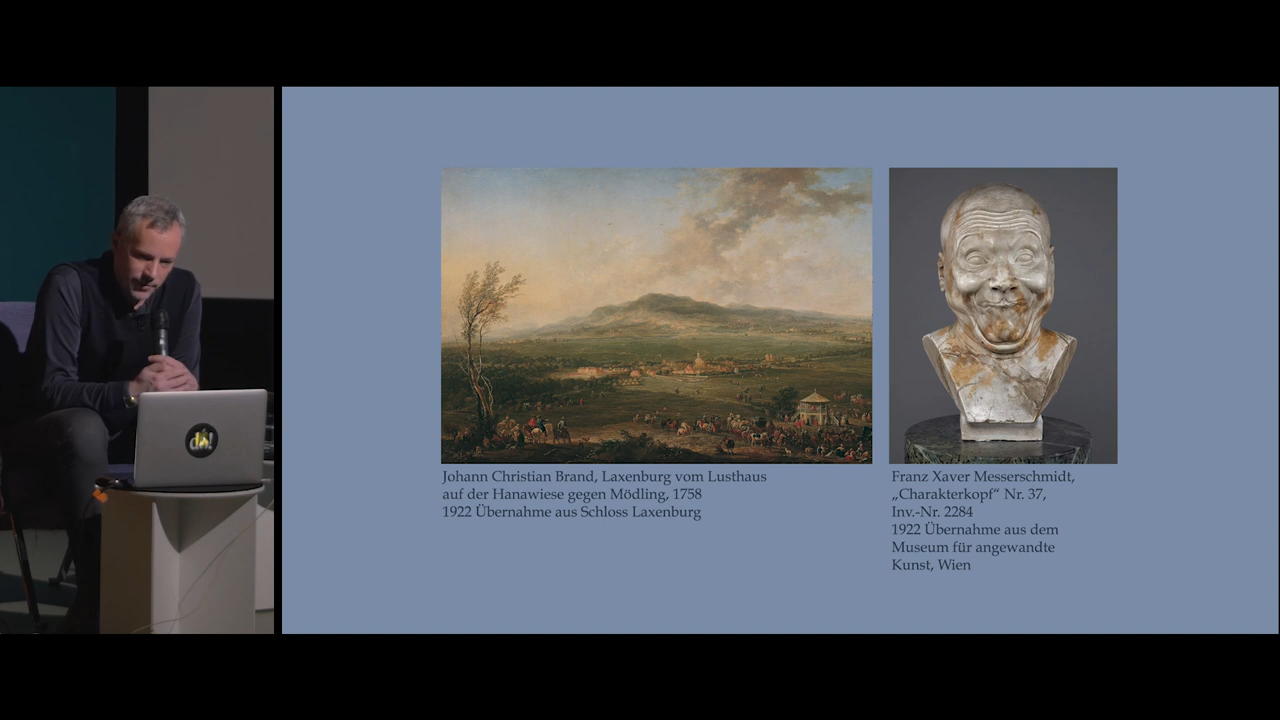 dá!
Johann Christian Brand, Laxenburg vom Lusthaus
auf der Hanawiese gegen Mödling, 1758
1922 Übernahme aus Schloss Laxenburg
Franz Xaver Messerschmidt,
„Charakterkopf“ Nr. 37,
Inv.-Nr. 2284
1922 Übernahme aus dem
Museum für angewandte
Kunst, Wien